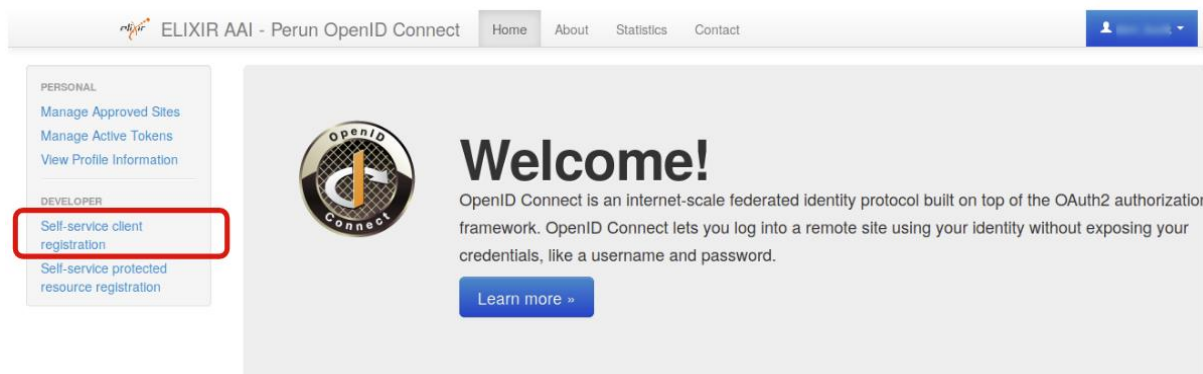 elixir ELIXIR AAI - Perun OpenID Connect Home About Statistics Contact
PERSONAL
Manage Approved Sites
Manage Active Tokens
View Profile Information
DEVELOPER
Self-service client
registration
Self-service protected
resource registration
OpenID
Connect
Welcome!
OpenID Connect is an internet-scale federated identity protocol built on top of the OAuth2 authorization
framework. OpenID Connect lets you log into a remote site using your identity without exposing your
credentials, like a username and password.
Learn more »